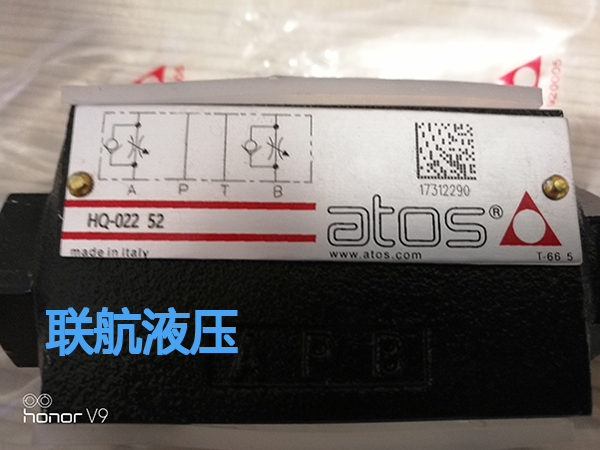 A P T B
17312290
HQ-022 52
atos®
made in italy
www.atos.com
T-66 5
联航液压
A P B
honor V9